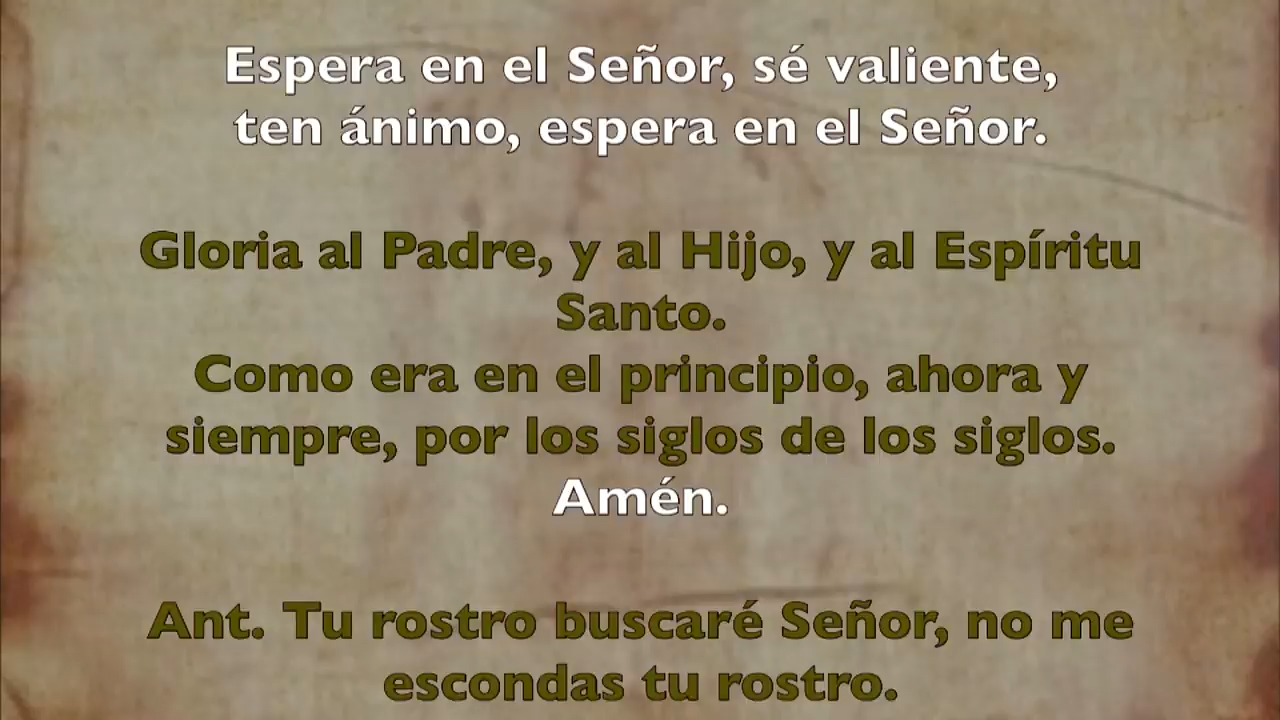 Espera en el Señor, sé valiente,
ten ánimo, espera en el Señor.
Gloria al Padre, y al Hijo, y al Espíritu
Santo.
Como era en el principio, ahora y
siempre, por los siglos de los siglos.
Amén.
Ant. Tu rostro buscaré Señor, no me
escondas tu rostro.